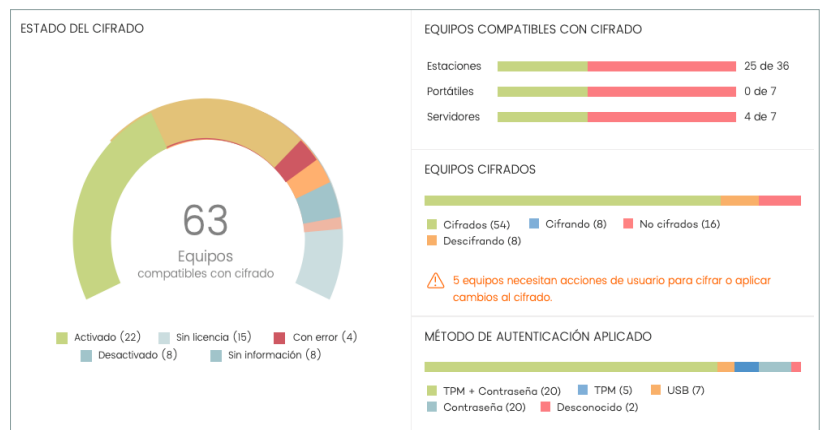 ESTADO DEL CIFRADO
63
Equipos
compatibles con cifrado
Activado (22)
Sin licencia (15)
Con error (4)
Desactivado (8)
Sin información (8)
EQUIPOS COMPATIBLES CON CIFRADO
Estaciones 25 de 36
Portátiles 0 de 7
Servidores 4 de 7
EQUIPOS CIFRADOS
Cifrados (54)
Cifrando (8)
No cifrados (16)
Descifrando (8)
5 equipos necesitan acciones de usuario para cifrar o aplicar
cambios al cifrado.
MÉTODO DE AUTENTICACIÓN APLICADO
TPM + Contraseña (20)
TPM (5)
USB (7)
Contraseña (20)
Desconocido (2)